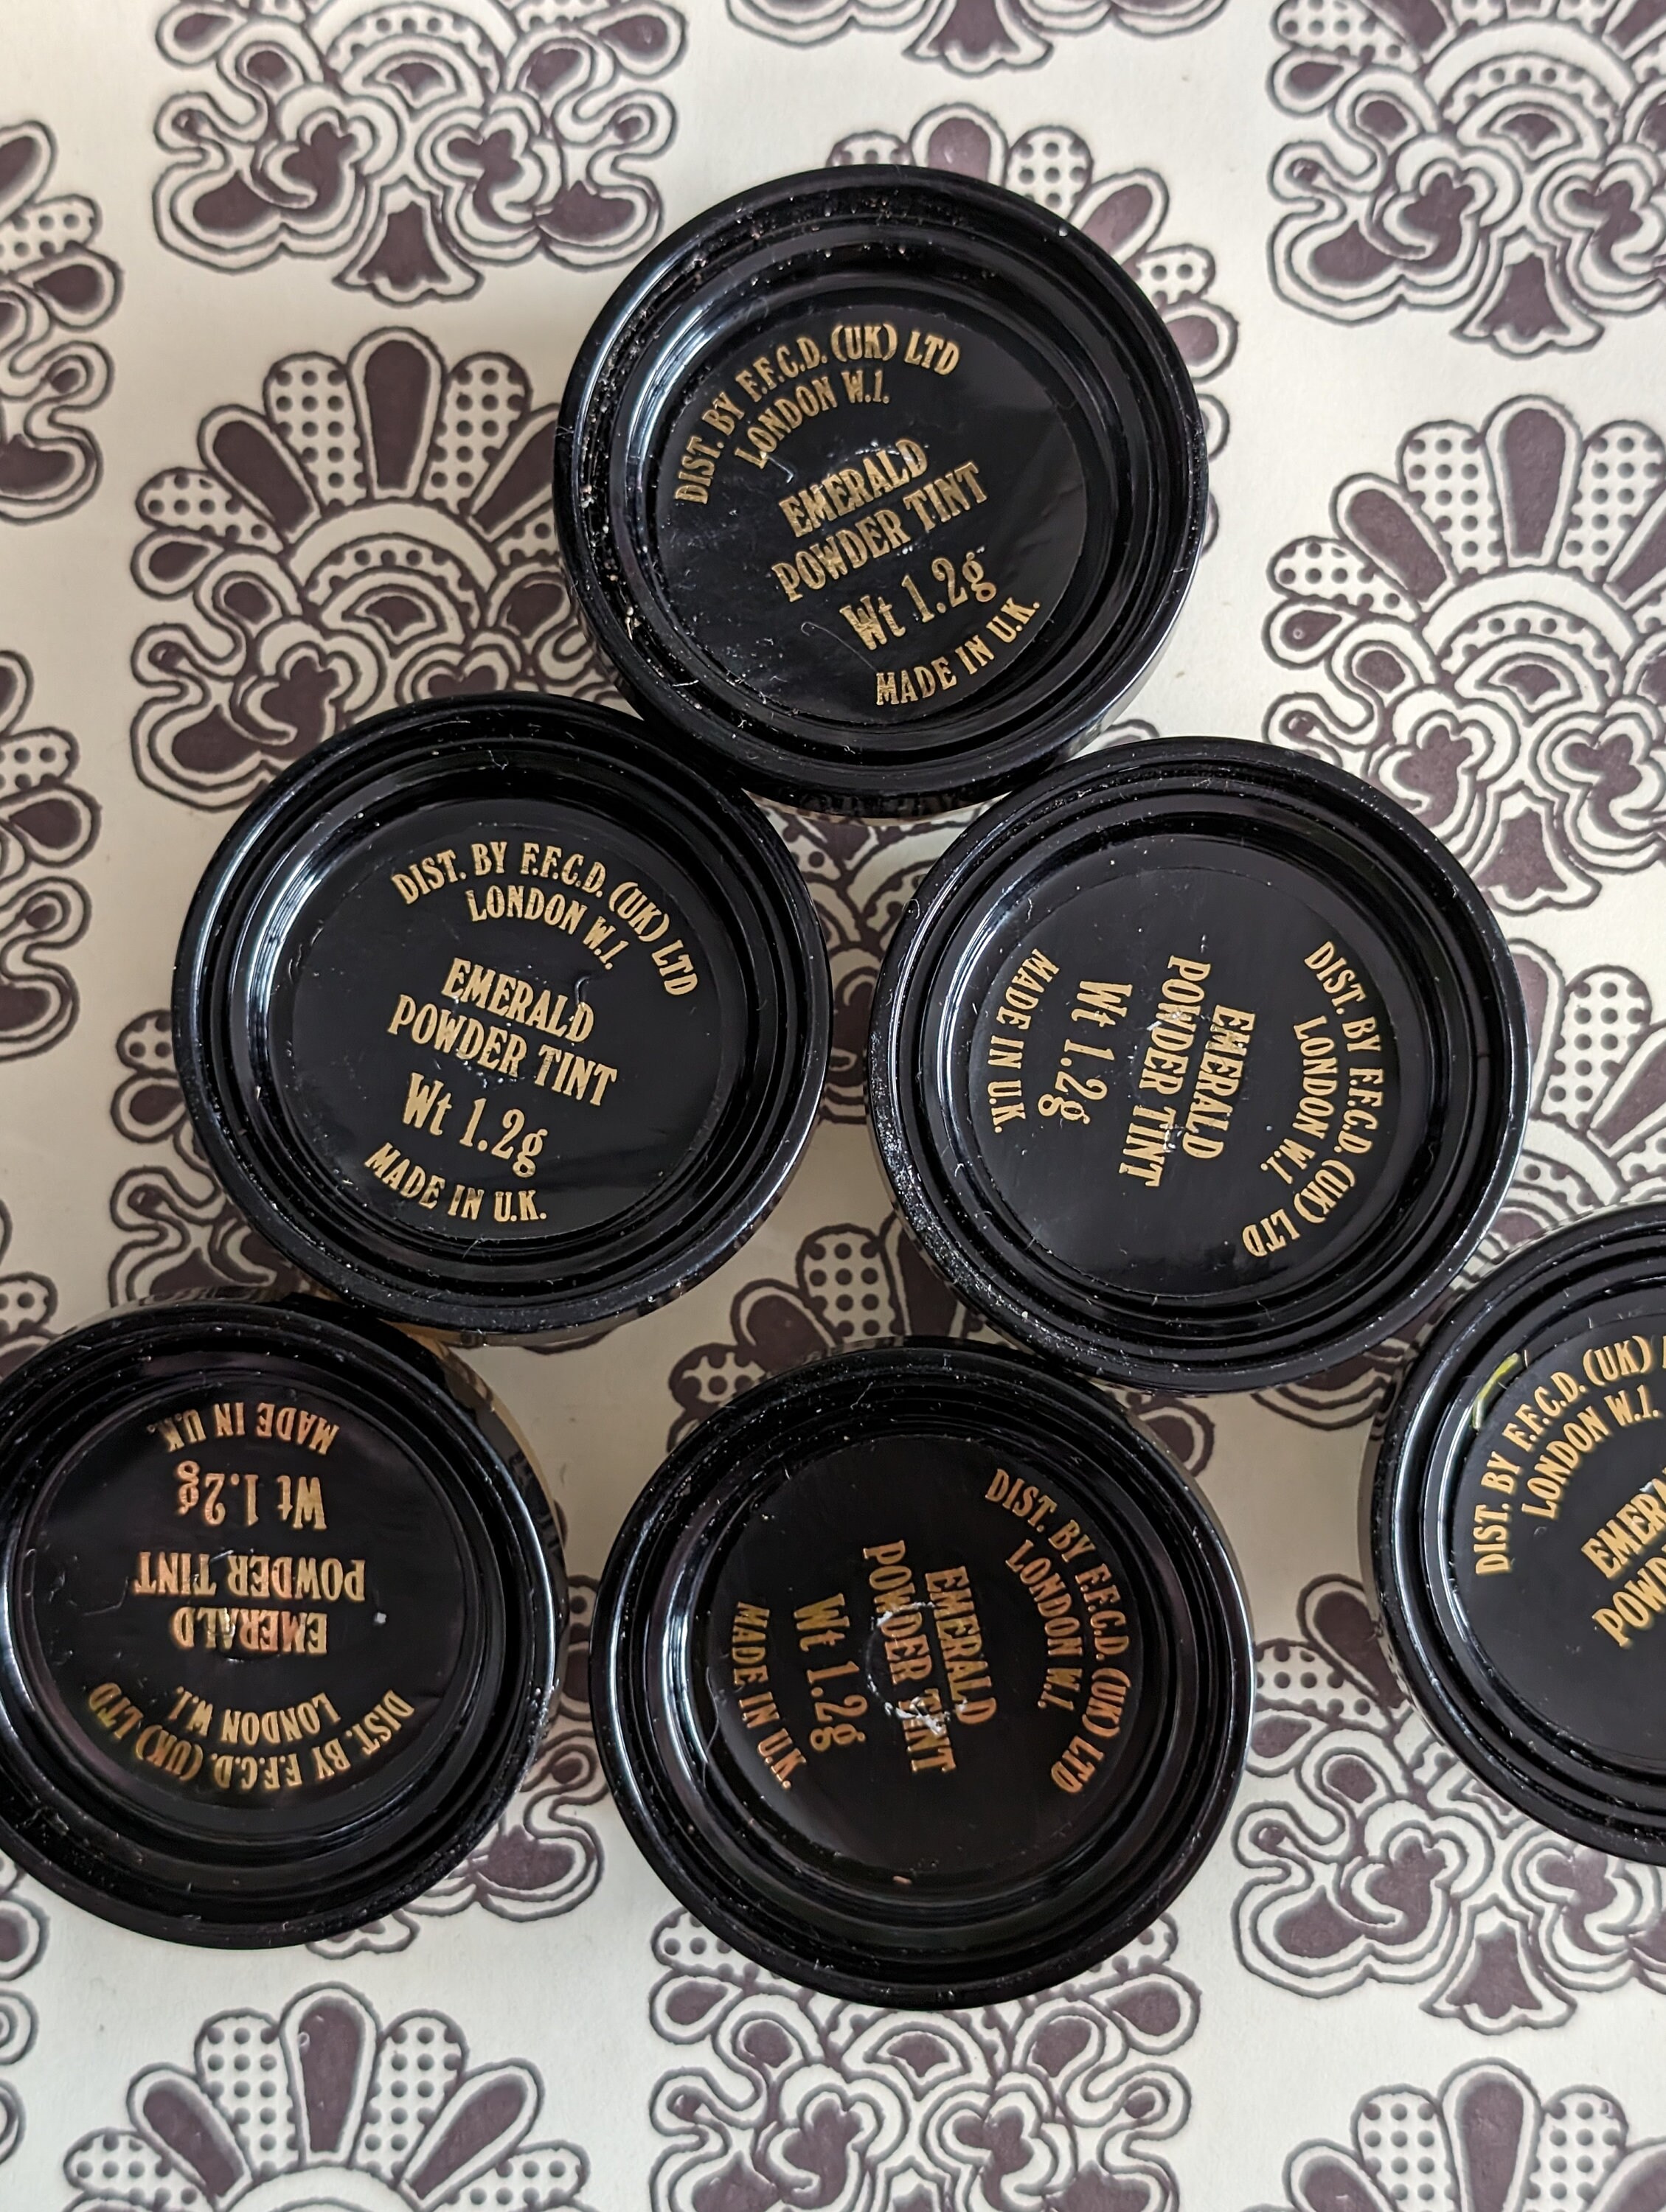 DIST. BY F.F.C.D. (UK) LTD
LONDON W.1.
EMERALD
POWDER TINT
Wt 1.2g
MADE IN U.K.
DIST. BY F.F.C.D. (UK) LTD
LONDON W.1.
EMERALD
POWDER TINT
Wt 1.2g
MADE IN U.K.
DIST. BY F.F.C.D. (UK) LTD
LONDON W.1.
EMERALD
POWDER TINT
Wt 1.2g
MADE IN U.K.
DIST. BY F.F.C.D. (UK) LTD
LONDON W.1.
EMERALD
POWDER TINT
Wt 1.2g
MADE IN U.K.
DIST. BY F.F.C.D. (UK) LTD
LONDON W.1.
EMERALD
POWDER TINT
Wt 1.2g
MADE IN U.K.
DIST. BY F.F.C.D. (UK)
LONDON W.1.